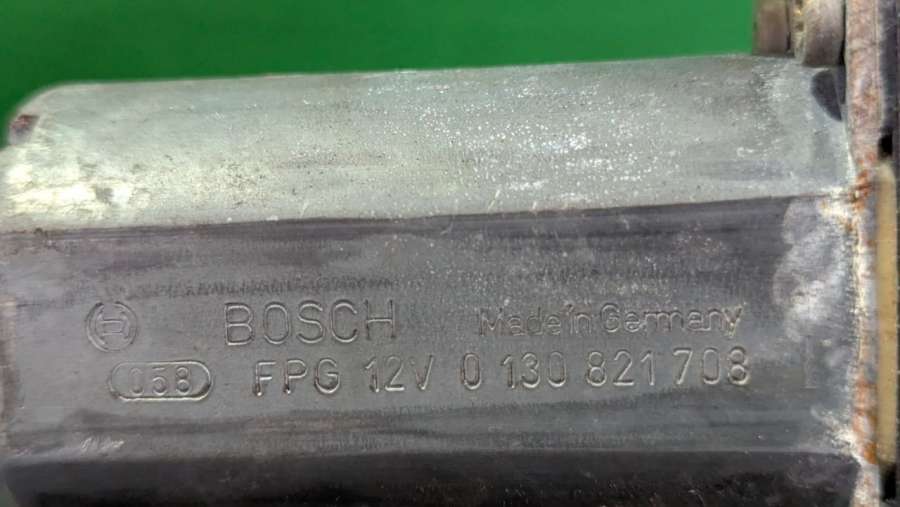 BOSCH Made in Germany
058 FPG 12V 0 130 821 708